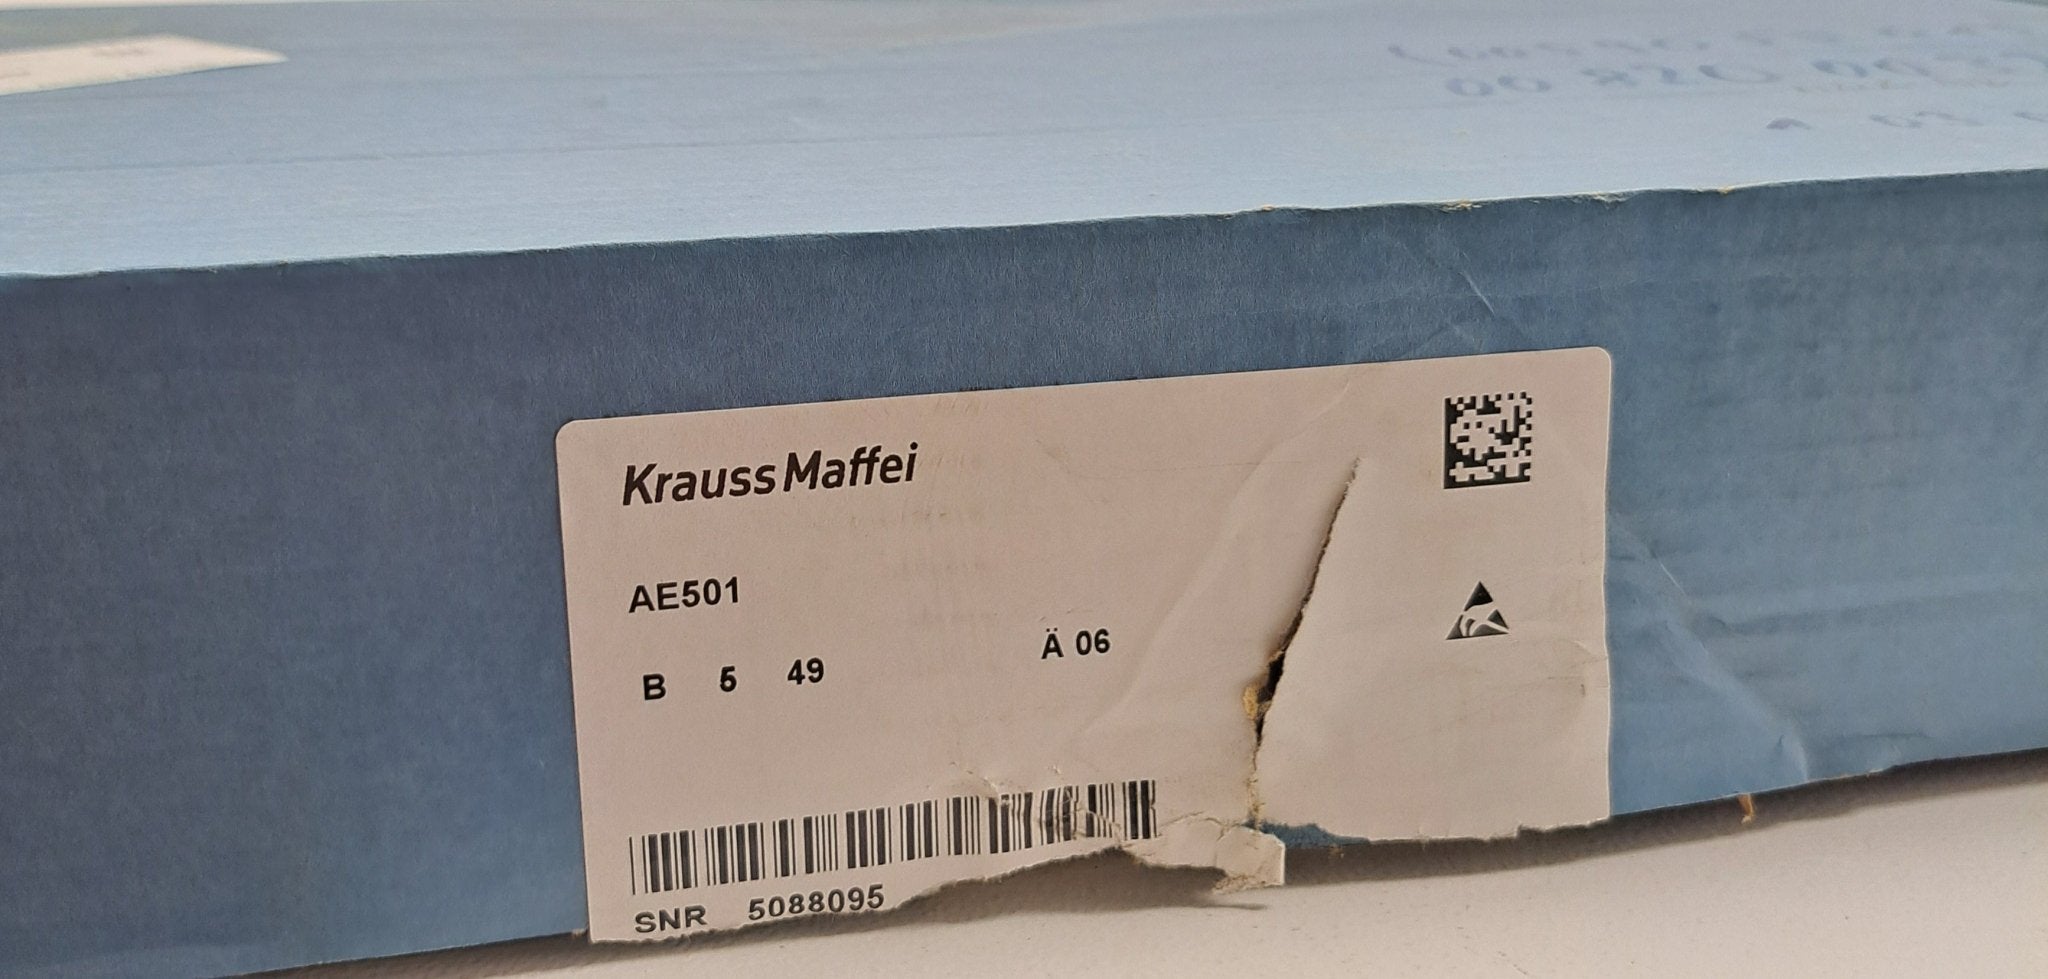 KraussMaffei
AE501
B 5 49
Ä 06
SNR 5088095